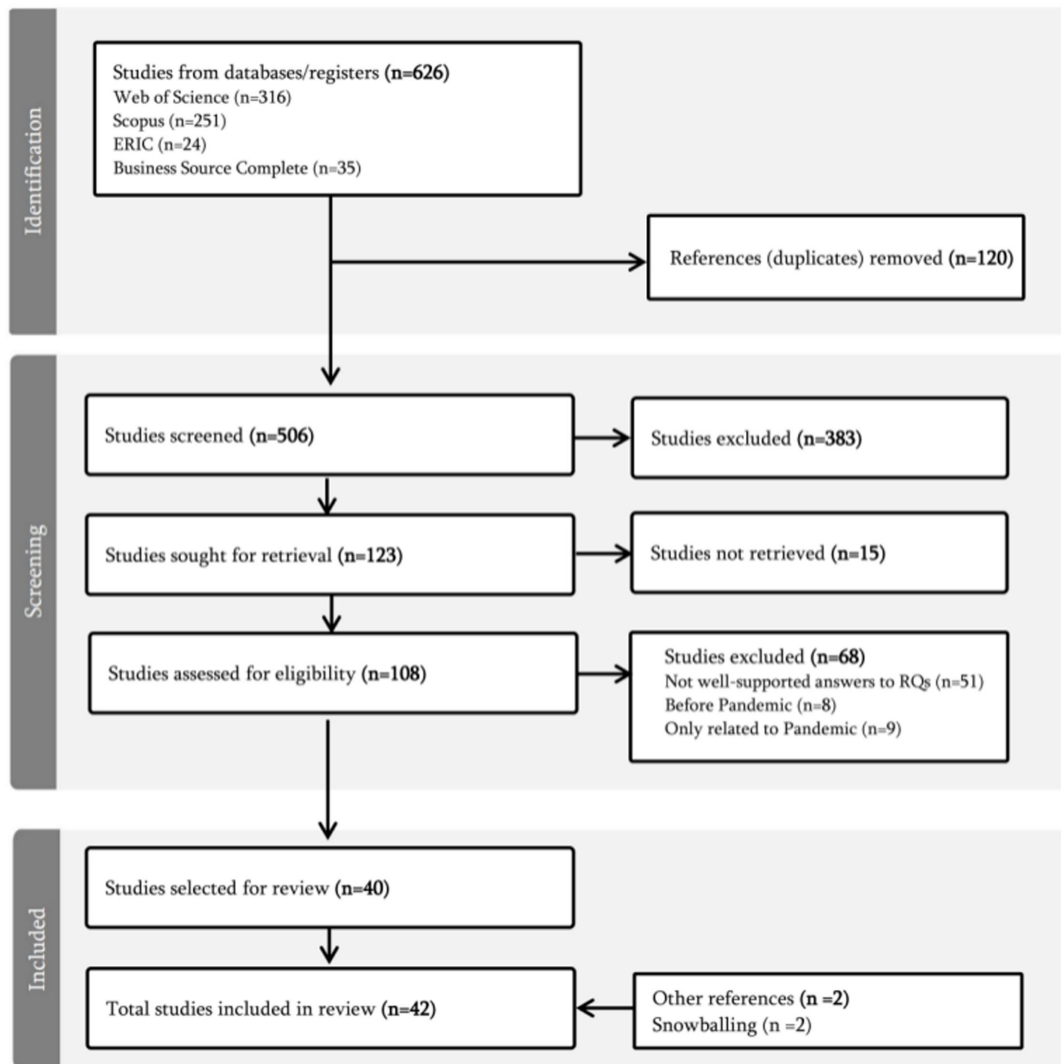 Identification
Studies from databases/registers (n=626)
Web of Science (n=316)
Scopus (n=251)
ERIC (n=24)
Business Source Complete (n=35)
References (duplicates) removed (n=120)
Screening
Studies screened (n=506)
Studies excluded (n=383)
Studies sought for retrieval (n=123)
Studies not retrieved (n=15)
Studies assessed for eligibility (n=108)
Studies excluded (n=68)
Not well-supported answers to RQs (n=51)
Before Pandemic (n=8)
Only related to Pandemic (n=9)
Included
Studies selected for review (n=40)
Total studies included in review (n=42)
Other references (n =2)
Snowballing (n =2)